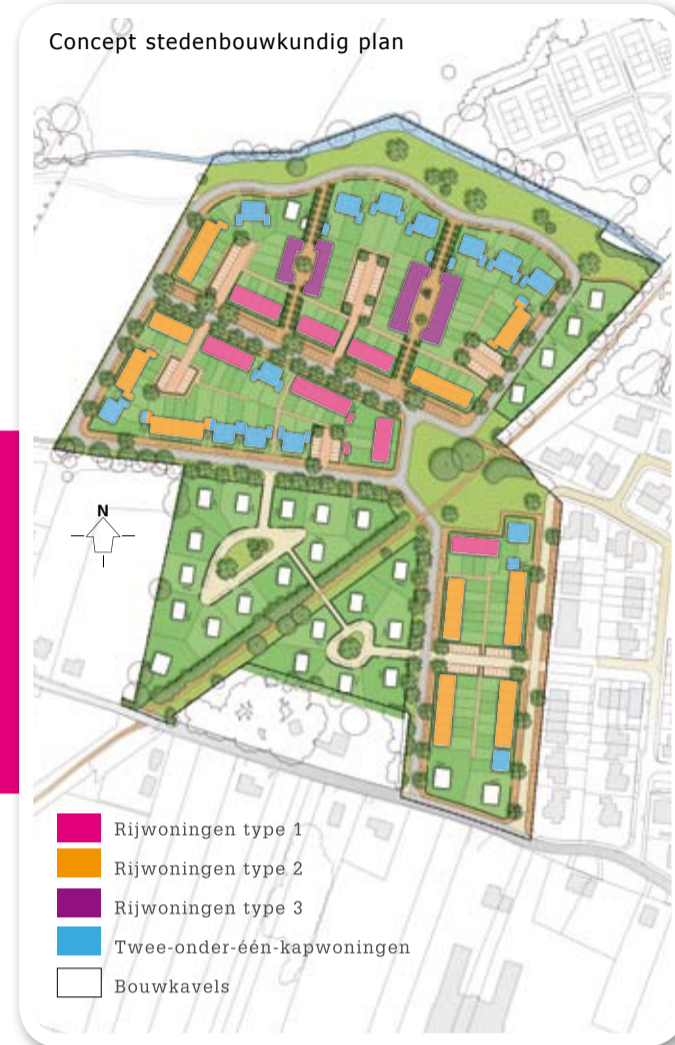 Concept stedenbouwkundig plan
N
Rijwoningen type 1
Rijwoningen type 2
Rijwoningen type 3
Twee-onder-één-kapwoningen
Bouwkavels